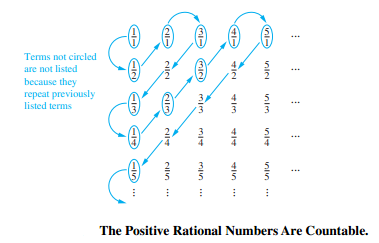 1/1 2/1 3/1 4/1 5/1 ...
Terms not circled
are not listed
because they
repeat previously
listed terms
1/2 2/2 3/2 4/2 5/2 ...
1/3 2/3 3/3 4/3 5/3 ...
1/4 2/4 3/4 4/4 5/4 ...
1/5 2/5 3/5 4/5 5/5 ...
⋮ ⋮ ⋮ ⋮ ⋮
The Positive Rational Numbers Are Countable.